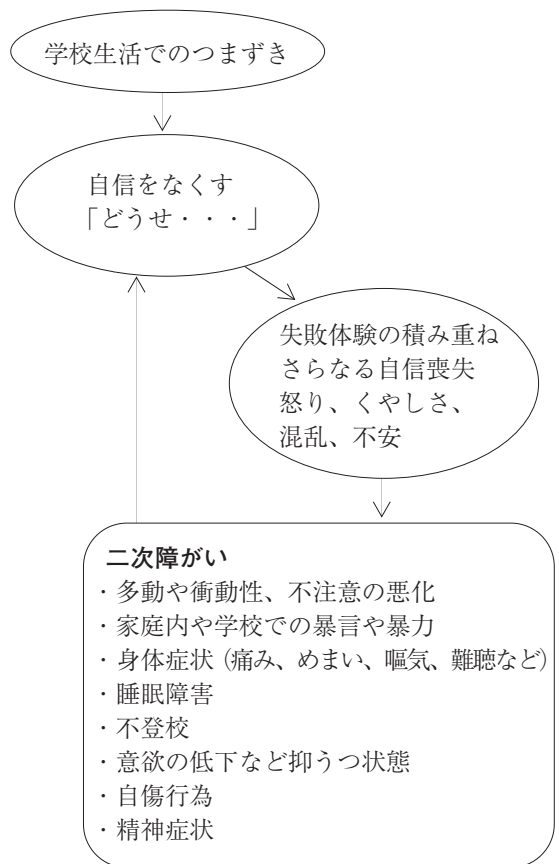 学校生活でのつまずき
自信をなくす
「どうせ・・・」
失敗体験の積み重ね
さらなる自信喪失
怒り、くやしさ、
混乱、不安
二次障がい
・多動や衝動性、不注意の悪化
・家庭内や学校での暴言や暴力
・身体症状（痛み、めまい、嘔気、難聴など）
・睡眠障害
・不登校
・意欲の低下など抑うつ状態
・自傷行為
・精神症状